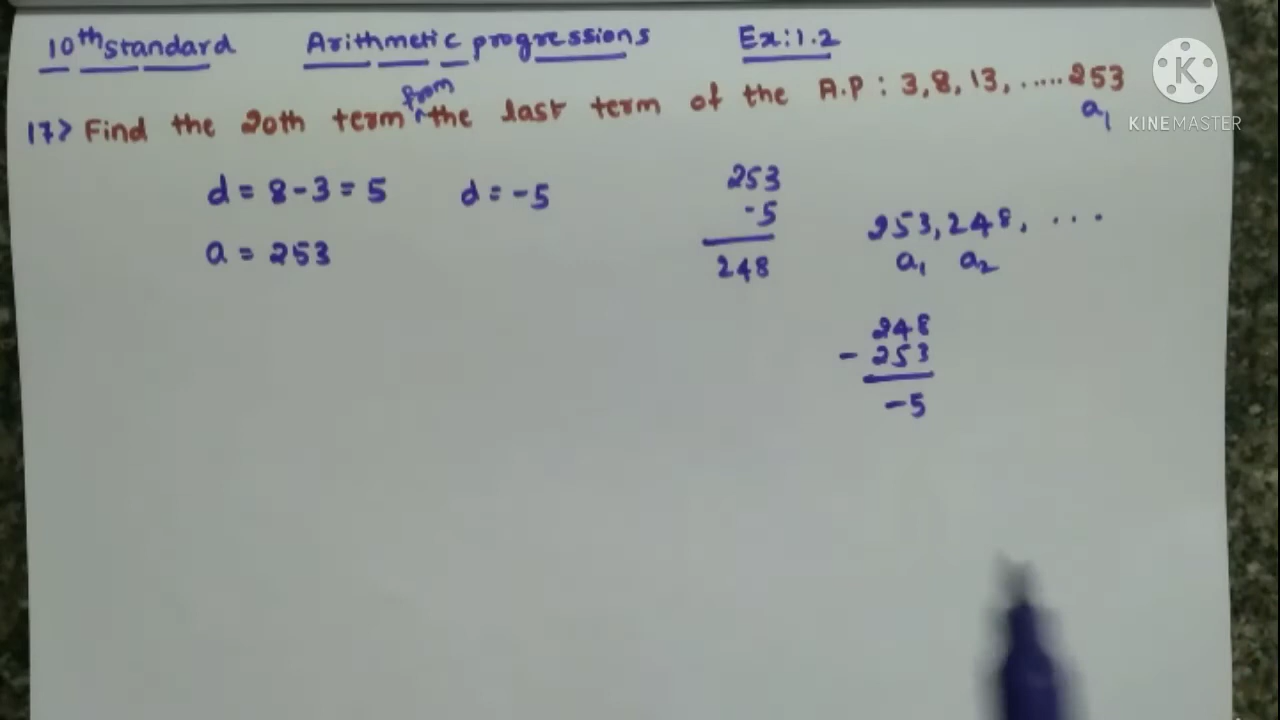 10th standard Arithmetic progressions Ex:1.2
17> Find the 20th term from the last term of the A.P : 3, 8, 13, ..... 253
a1
K
KINEMASTER
d = 8 - 3 = 5 d = -5
a = 253
253
-5
248
253, 248, ...
a1 a2
248
- 253
-5